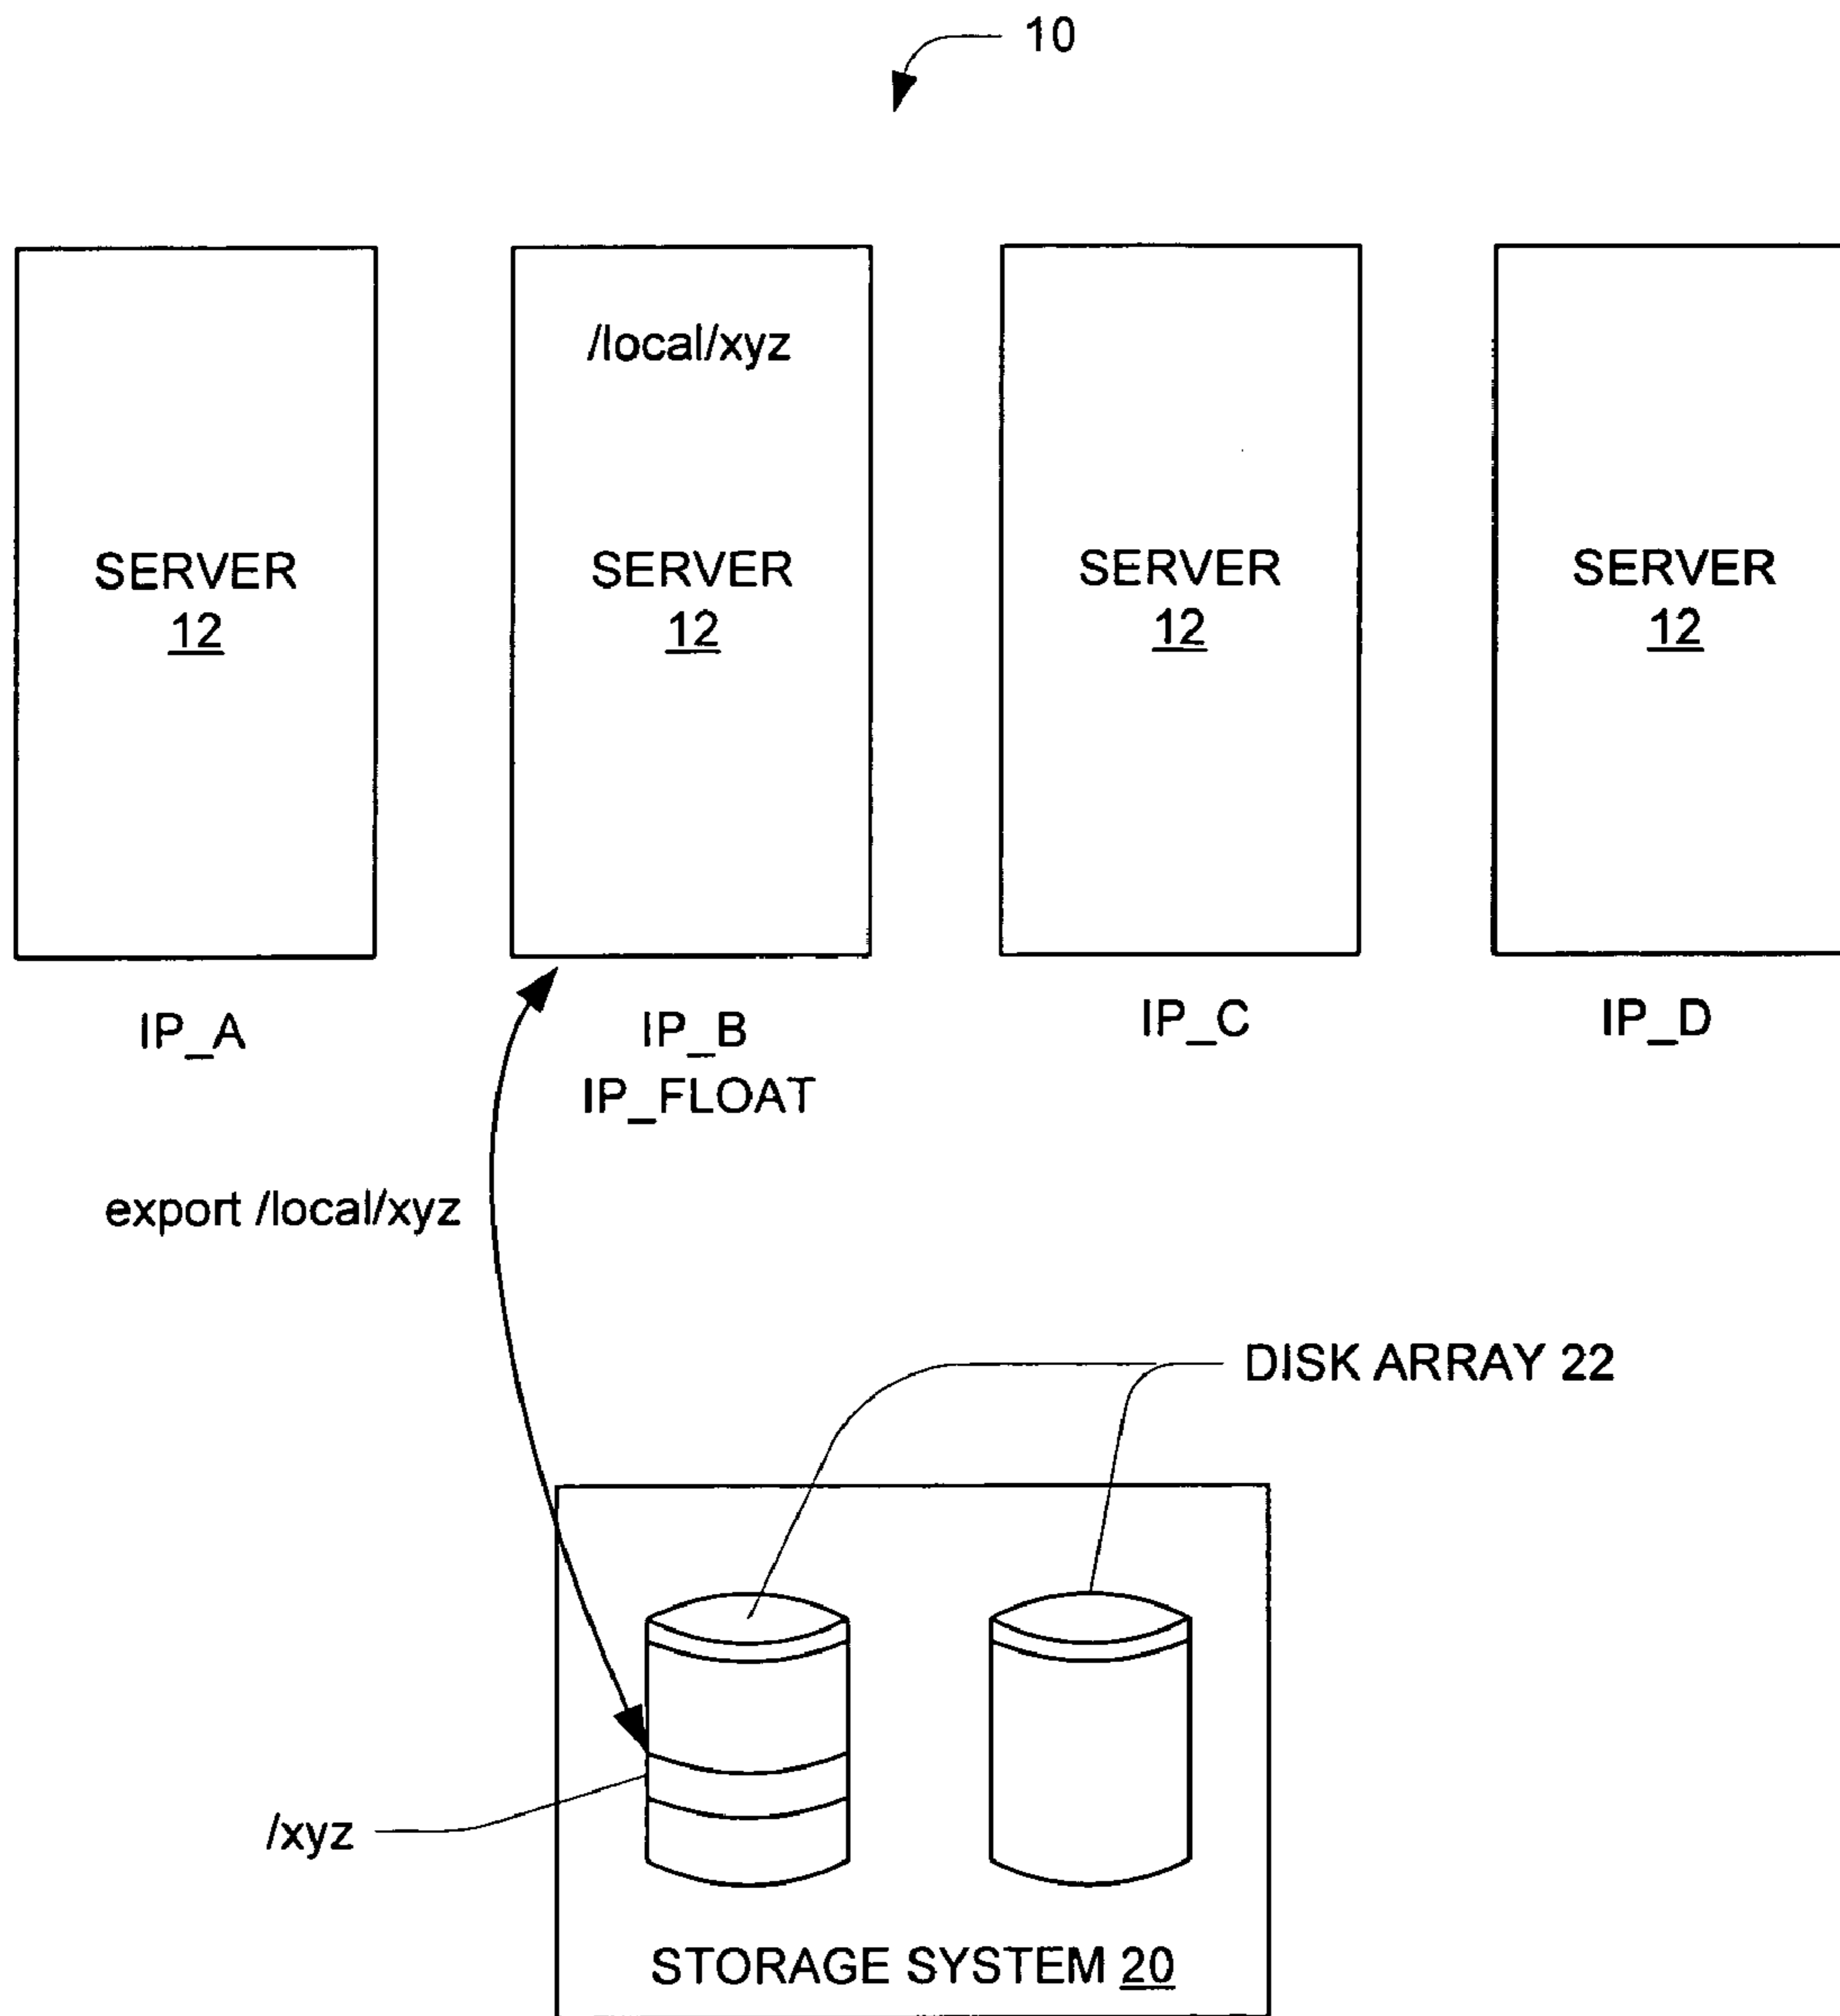 10
/local/xyz
SERVER
12
SERVER
12
SERVER
12
SERVER
12
IP_A
IP_B
IP_FLOAT
IP_C
IP_D
export /local/xyz
DISK ARRAY 22
/xyz
STORAGE SYSTEM 20